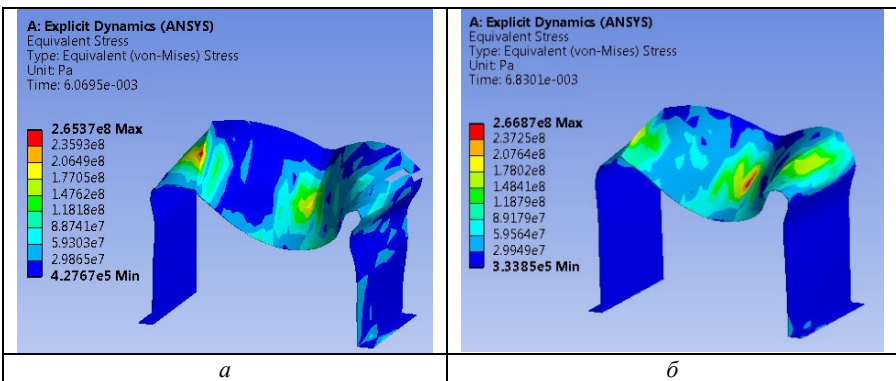 A: Explicit Dynamics (ANSYS)
Equivalent Stress
Type: Equivalent (von-Mises) Stress
Unit: Pa
Time: 6.0695e-003
2.6537e8 Max
2.3593e8
2.0649e8
1.7705e8
1.4762e8
1.1818e8
8.8741e7
5.9303e7
2.9865e7
4.2767e5 Min
a
A: Explicit Dynamics (ANSYS)
Equivalent Stress
Type: Equivalent (von-Mises) Stress
Unit: Pa
Time: 6.8301e-003
2.6687e8 Max
2.3725e8
2.0764e8
1.7802e8
1.4841e8
1.1879e8
8.9179e7
5.9564e7
2.9949e7
3.3385e5 Min
б